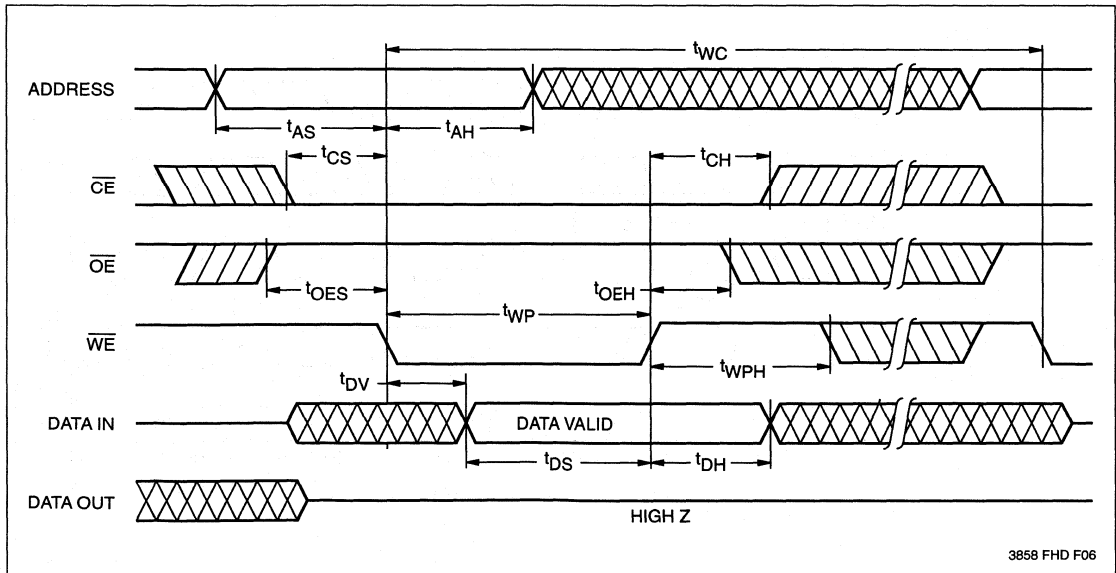 tWC
ADDRESS
tAS
tAH
tCS
tCH
CE
OE
tOES
tOEH
tWP
WE
tWPH
tDV
DATA IN
DATA VALID
tDS
tDH
DATA OUT
HIGH Z
3858 FHD F06